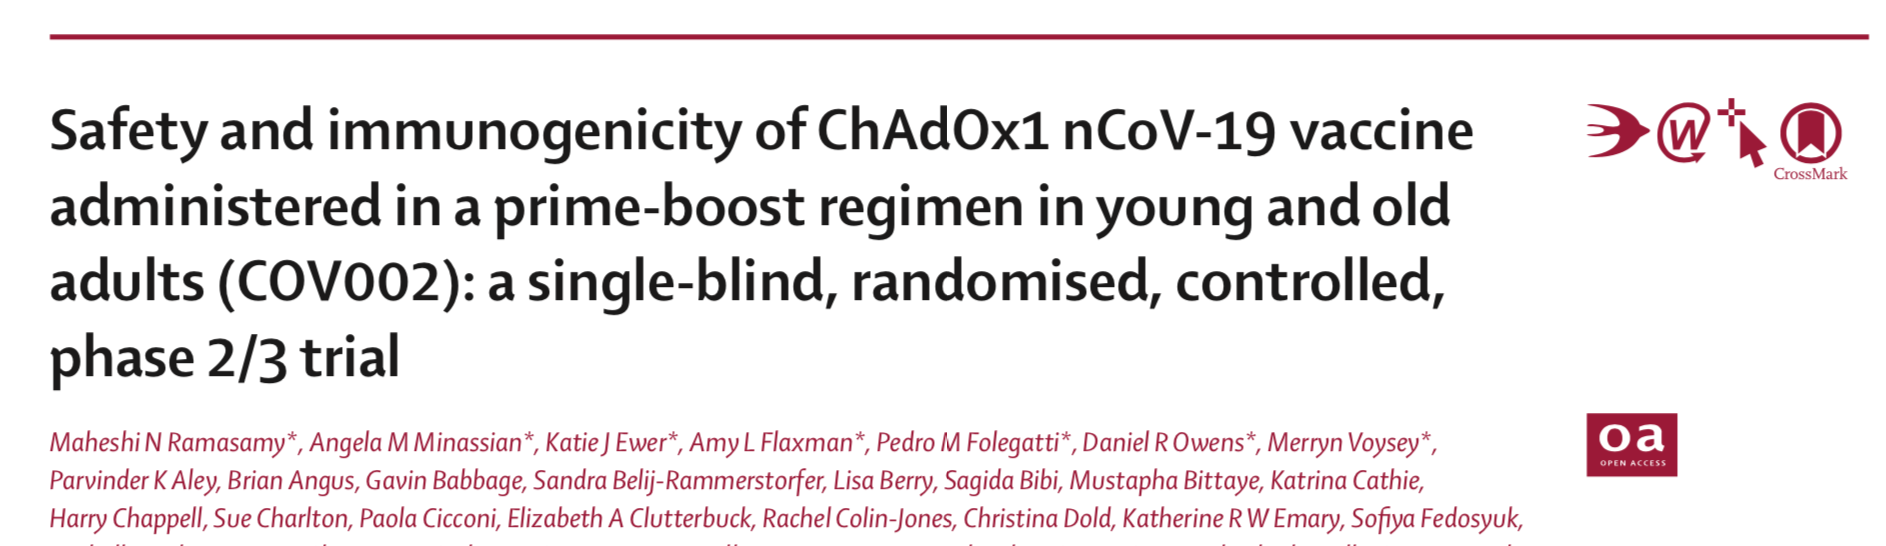 Safety and immunogenicity of ChAdOx1 nCoV-19 vaccine
administered in a prime-boost regimen in young and old
adults (COV002): a single-blind, randomised, controlled,
phase 2/3 trial
W
CrossMark
Maheshi N Ramasamy*, Angela M Minassian*, Katie J Ewer*, Amy L Flaxman*, Pedro M Folegatti*, Daniel R Owens*, Merryn Voysey*,
Parvinder K Aley, Brian Angus, Gavin Babbage, Sandra Belij-Rammerstorfer, Lisa Berry, Sagida Bibi, Mustapha Bittaye, Katrina Cathie,
Harry Chappell, Sue Charlton, Paola Cicconi, Elizabeth A Clutterbuck, Rachel Colin-Jones, Christina Dold, Katherine R W Emary, Sofiya Fedosyuk,
oa
OPEN ACCESS